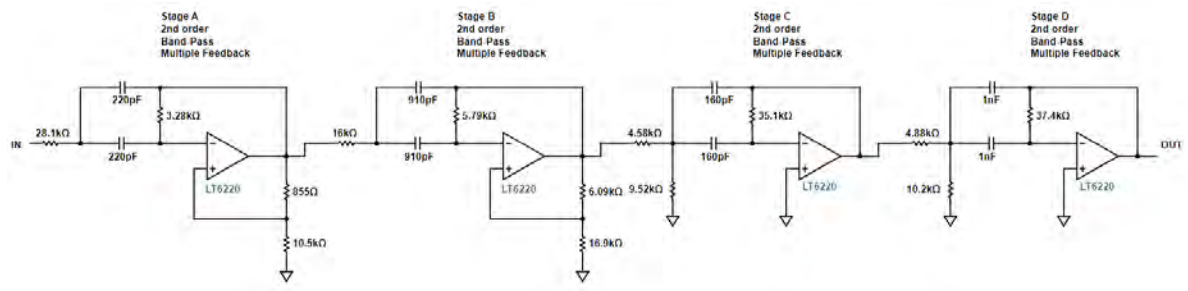 Stage A
2nd order
Band-Pass
Multiple Feedback
Stage B
2nd order
Band-Pass
Multiple Feedback
Stage C
2nd order
Band-Pass
Multiple Feedback
Stage D
2nd order
Band-Pass
Multiple Feedback
220pF
3.28kΩ
28.1kΩ
IN
220pF
LT6220
855Ω
10.5kΩ
910pF
5.79kΩ
16kΩ
910pF
LT6220
6.09kΩ
16.9kΩ
160pF
35.1kΩ
4.58kΩ
160pF
9.52kΩ
LT6220
1nF
37.4kΩ
4.88kΩ
1nF
10.2kΩ
LT6220
OUT